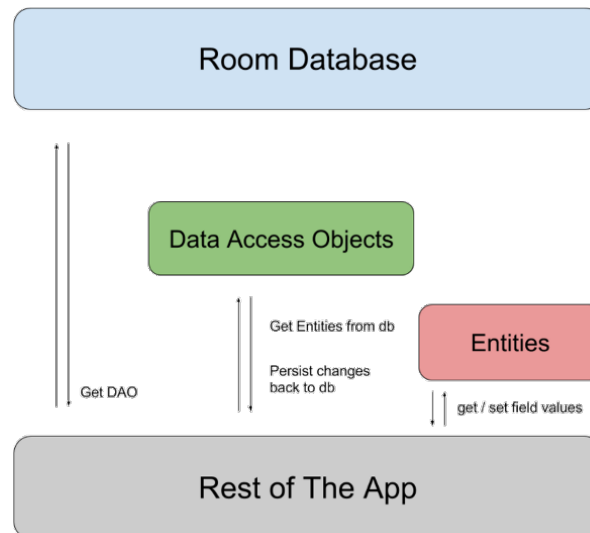 Room Database
Data Access Objects
Get Entities from db
Persist changes
back to db
Entities
Get DAO
get / set field values
Rest of The App